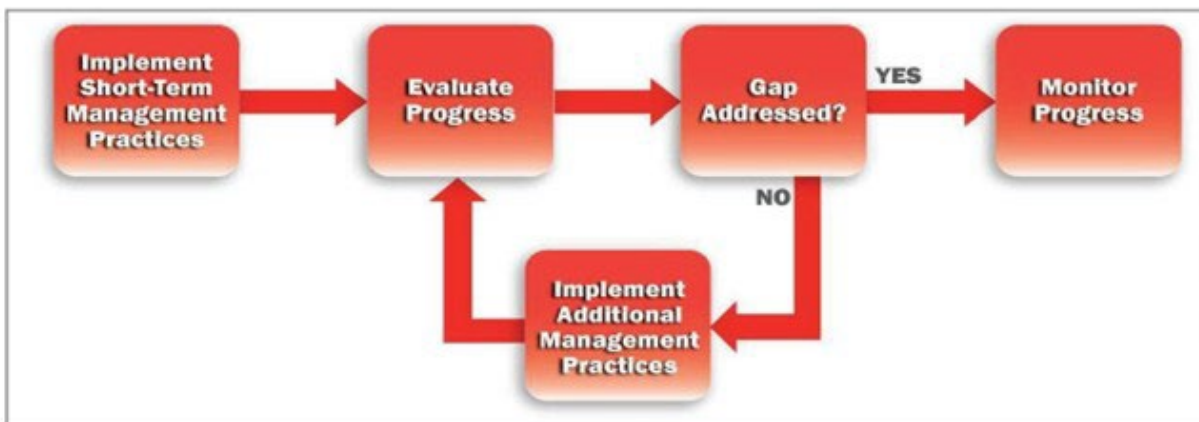 Implement
Short-Term
Management
Practices
Evaluate
Progress
Gap
Addressed?
YES
Monitor
Progress
NO
Implement
Additional
Management
Practices